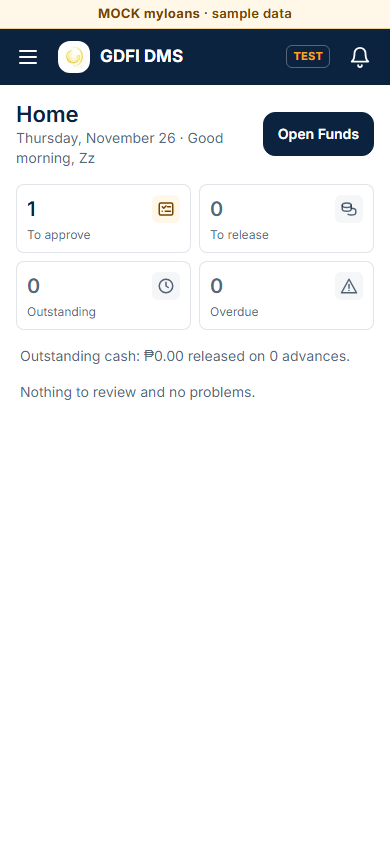 MOCK myloans · sample data
GDFI DMS
TEST
Home
Thursday, November 26 · Good
morning, Zz
Open Funds
1
To approve
0
To release
0
Outstanding
0
Overdue
Outstanding cash: ₱0.00 released on 0 advances.
Nothing to review and no problems.